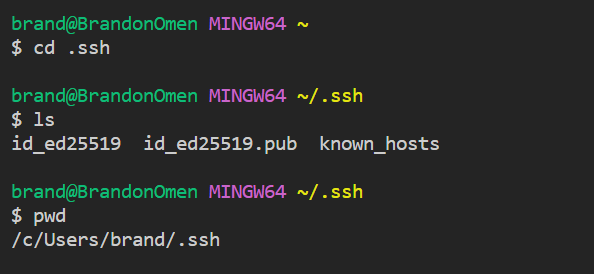 brand@BrandonOmen MINGW64 ~
$ cd .ssh
brand@BrandonOmen MINGW64 ~/.ssh
$ ls
id_ed25519  id_ed25519.pub  known_hosts
brand@BrandonOmen MINGW64 ~/.ssh
$ pwd
/c/Users/brand/.ssh